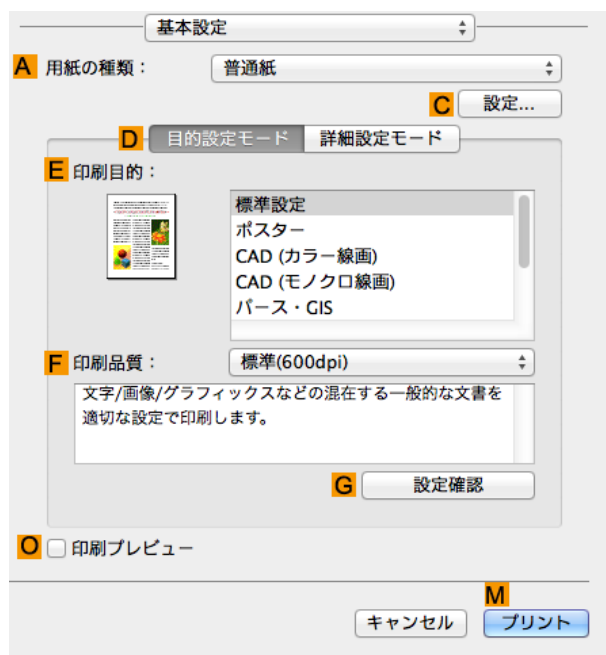 基本設定
A 用紙の種類： 普通紙
C 設定...
D 目的設定モード 詳細設定モード
E 印刷目的：
標準設定
ポスター
CAD (カラー線画)
CAD (モノクロ線画)
パース・GIS
F 印刷品質： 標準(600dpi)
文字/画像/グラフィックスなどの混在する一般的な文書を
適切な設定で印刷します。
G 設定確認
O 印刷プレビュー
M
キャンセル プリント